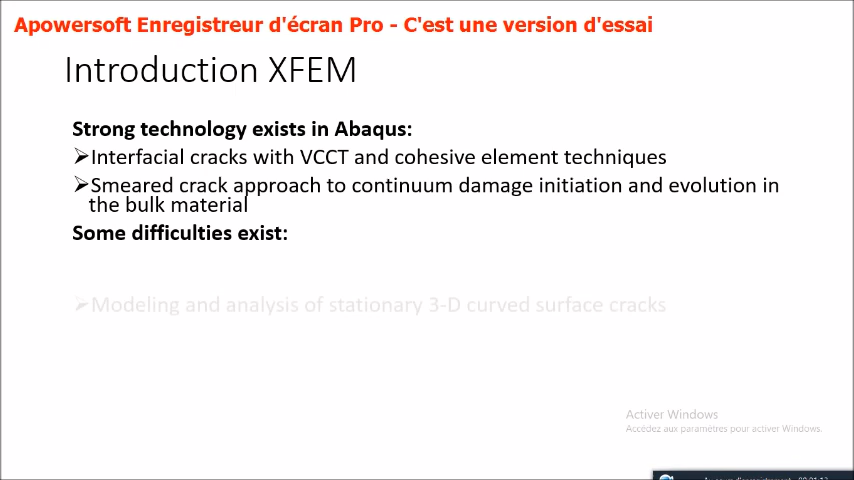 Apowersoft Enregistreur d'écran Pro - C'est une version d'essai
Introduction XFEM
Strong technology exists in Abaqus:
➢Interfacial cracks with VCCT and cohesive element techniques
➢Smeared crack approach to continuum damage initiation and evolution in
the bulk material
Some difficulties exist:
➢Modeling and analysis of stationary 3-D curved surface cracks
Activer Windows
Accédez aux paramètres pour activer Windows.